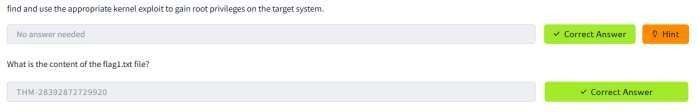 find and use the appropriate kernel exploit to gain root privileges on the target system.
No answer needed
Correct Answer
Hint
What is the content of the flag1.txt file?
THM-28392872729920
Correct Answer